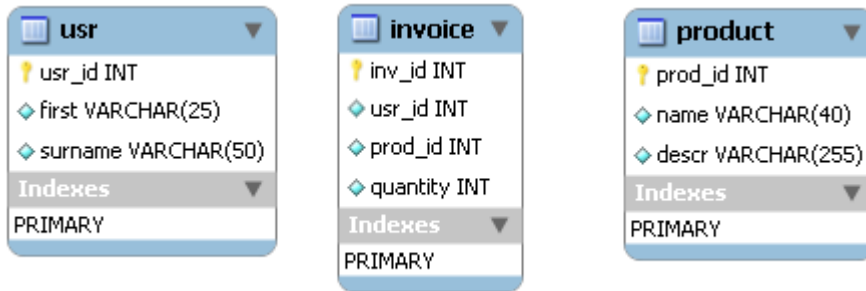 usr
usr_id INT
first VARCHAR(25)
surname VARCHAR(50)
Indexes
PRIMARY
invoice
inv_id INT
usr_id INT
prod_id INT
quantity INT
Indexes
PRIMARY
product
prod_id INT
name VARCHAR(40)
descr VARCHAR(255)
Indexes
PRIMARY